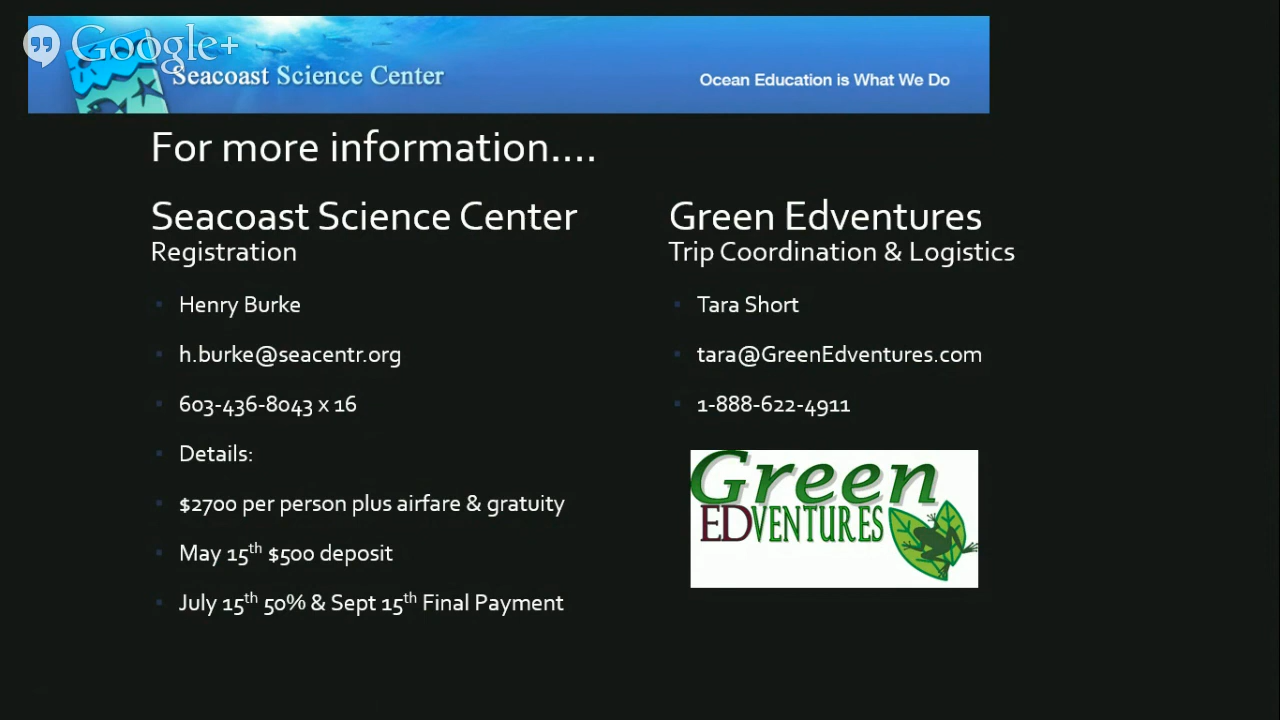 Google+
Seacoast Science Center
Ocean Education is What We Do
For more information....
Seacoast Science Center
Registration
Henry Burke
h.burke@seacentr.org
603-436-8043 x 16
Details:
$2700 per person plus airfare & gratuity
May 15th $500 deposit
July 15th 50% & Sept 15th Final Payment
Green Edventures
Trip Coordination & Logistics
Tara Short
tara@GreenEdventures.com
1-888-622-4911
Green
EDVENTURES